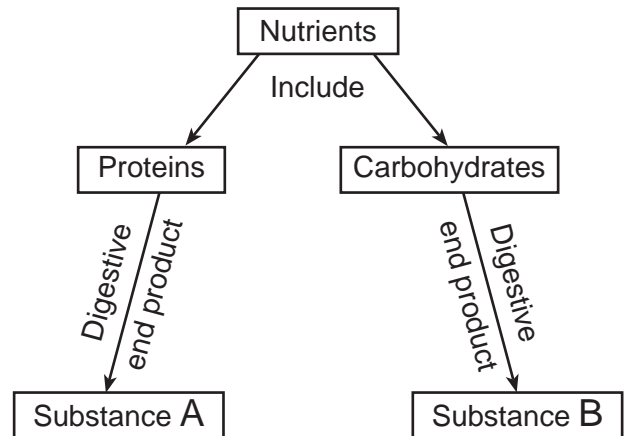 Nutrients
Include
Proteins
Carbohydrates
Digestive
end product
Digestive
end product
Substance A
Substance B